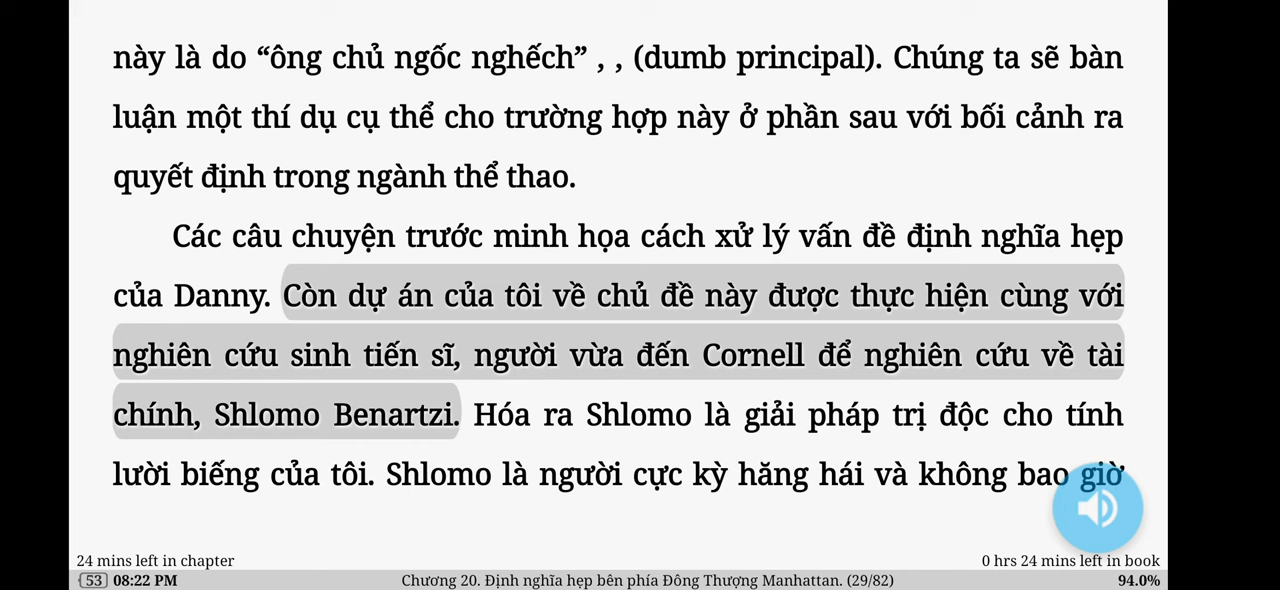 này là do “ông chủ ngốc nghếch” , , (dumb principal). Chúng ta sẽ bàn
luận một thí dụ cụ thể cho trường hợp này ở phần sau với bối cảnh ra
quyết định trong ngành thể thao.
Các câu chuyện trước minh họa cách xử lý vấn đề định nghĩa hẹp
của Danny. Còn dự án của tôi về chủ đề này được thực hiện cùng với
nghiên cứu sinh tiến sĩ, người vừa đến Cornell để nghiên cứu về tài
chính, Shlomo Benartzi. Hóa ra Shlomo là giải pháp trị độc cho tính
lười biếng của tôi. Shlomo là người cực kỳ hăng hái và không bao giờ
24 mins left in chapter 0 hrs 24 mins left in book
53 08:22 PM Chương 20. Định nghĩa hẹp bên phía Đông Thượng Manhattan. (29/82) 94.0%